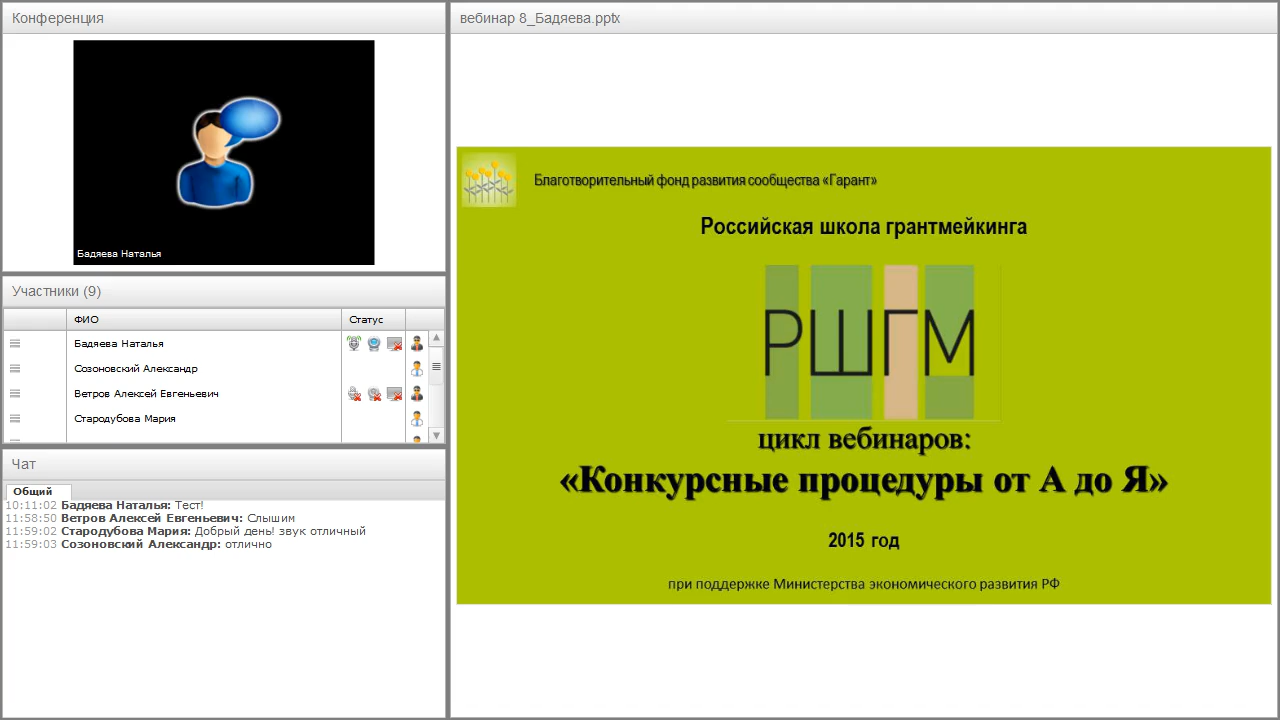 Конференция
Бадяева Наталья
Участники (9)
ФИО Статус
Бадяева Наталья
Созоновский Александр
Ветров Алексей Евгеньевич
Стародубова Мария
Чат
Общий
10:11:02 Бадяева Наталья: Тест!
11:58:50 Ветров Алексей Евгеньевич: Слышим
11:59:02 Стародубова Мария: Добрый день! звук отличный
11:59:03 Созоновский Александр: отлично
вебинар 8_Бадяева.pptx
Благотворительный фонд развития сообщества «Гарант»
Российская школа грантмейкинга
РШГМ
цикл вебинаров:
«Конкурсные процедуры от А до Я»
2015 год
при поддержке Министерства экономического развития РФ